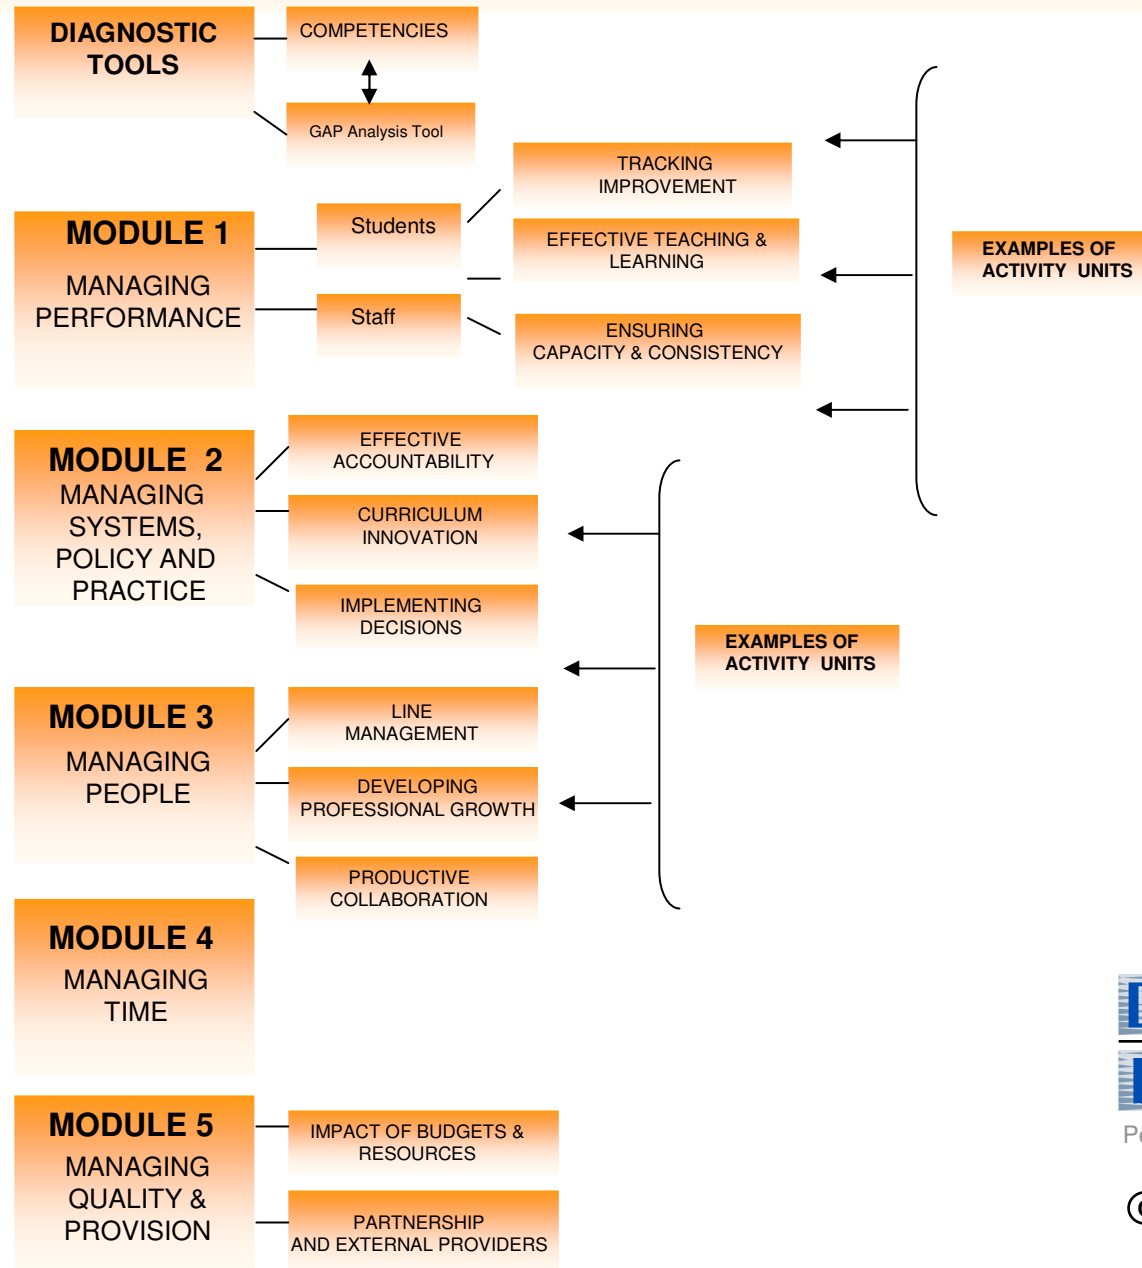 DIAGNOSTIC
TOOLS
COMPETENCIES
GAP Analysis Tool
MODULE 1
MANAGING
PERFORMANCE
Students
Staff
TRACKING
IMPROVEMENT
EFFECTIVE TEACHING &
LEARNING
ENSURING
CAPACITY & CONSISTENCY
EXAMPLES OF
ACTIVITY UNITS
MODULE 2
MANAGING
SYSTEMS,
POLICY AND
PRACTICE
EFFECTIVE
ACCOUNTABILITY
CURRICULUM
INNOVATION
IMPLEMENTING
DECISIONS
EXAMPLES OF
ACTIVITY UNITS
MODULE 3
MANAGING
PEOPLE
LINE
MANAGEMENT
DEVELOPING
PROFESSIONAL GROWTH
PRODUCTIVE
COLLABORATION
MODULE 4
MANAGING
TIME
MODULE 5
MANAGING
QUALITY &
PROVISION
IMPACT OF BUDGETS &
RESOURCES
PARTNERSHIP
AND EXTERNAL PROVIDERS